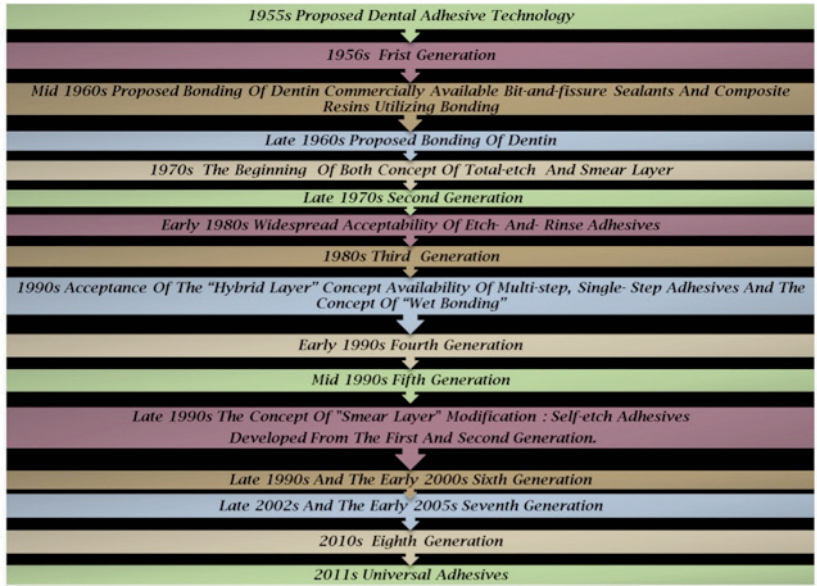 1955s Proposed Dental Adhesive Technology
1956s Frist Generation
Mid 1960s Proposed Bonding Of Dentin Commercially Available Bit-and-fissure Sealants And Composite
Resins Utilizing Bonding
Late 1960s Proposed Bonding Of Dentin
1970s The Beginning Of Both Concept Of Total-etch And Smear Layer
Late 1970s Second Generation
Early 1980s Widespread Acceptability Of Etch- And- Rinse Adhesives
1980s Third Generation
1990s Acceptance Of The “Hybrid Layer” Concept Availability Of Multi-step, Single- Step Adhesives And The
Concept Of “Wet Bonding”
Early 1990s Fourth Generation
Mid 1990s Fifth Generation
Late 1990s The Concept Of "Smear Layer" Modification : Self-etch Adhesives
Developed From The First And Second Generation.
Late 1990s And The Early 2000s Sixth Generation
Late 2002s And The Early 2005s Seventh Generation
2010s Eighth Generation
2011s Universal Adhesives